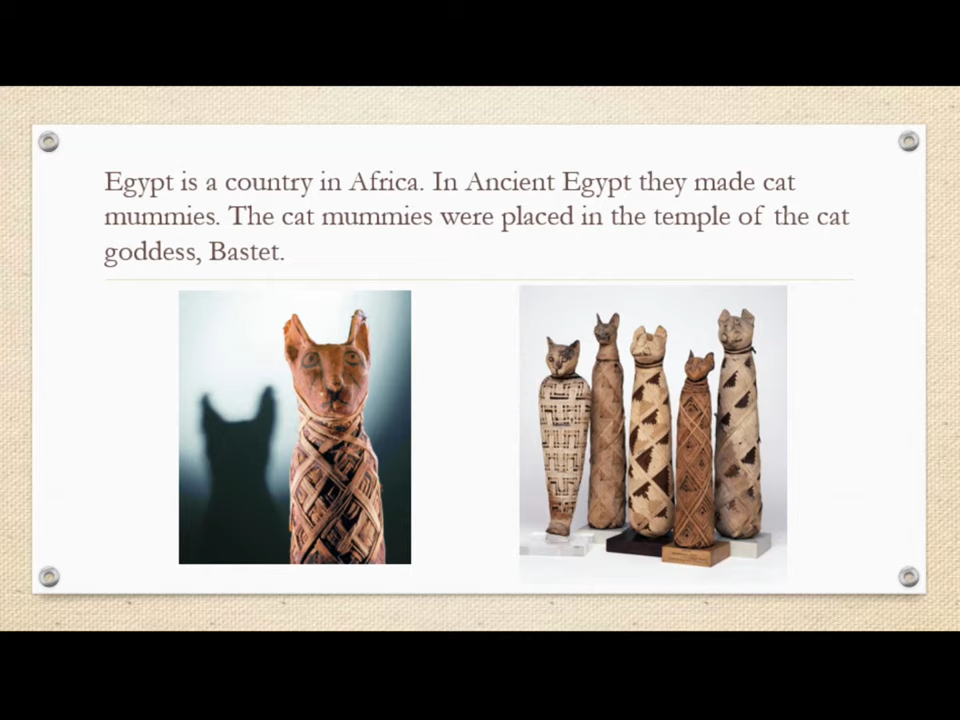 Egypt is a country in Africa. In Ancient Egypt they made cat
mummies. The cat mummies were placed in the temple of the cat
goddess, Bastet.